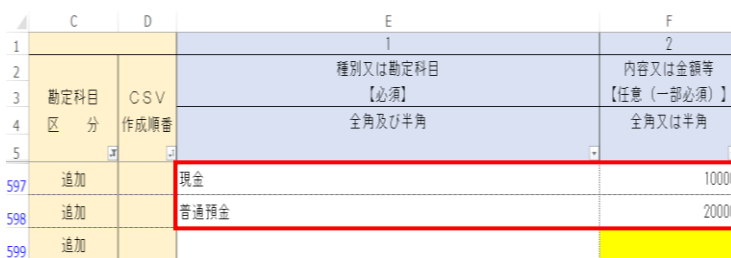 C D E F
1 1 2
2 種別又は勘定科目 内容又は金額等
3 勘定科目 ＣＳＶ 【必須】 【任意（一部必須）】
4 区　分 作成順番 全角及び半角 全角又は半角
5
597 追加 現金
598 追加 普通預金
599 追加